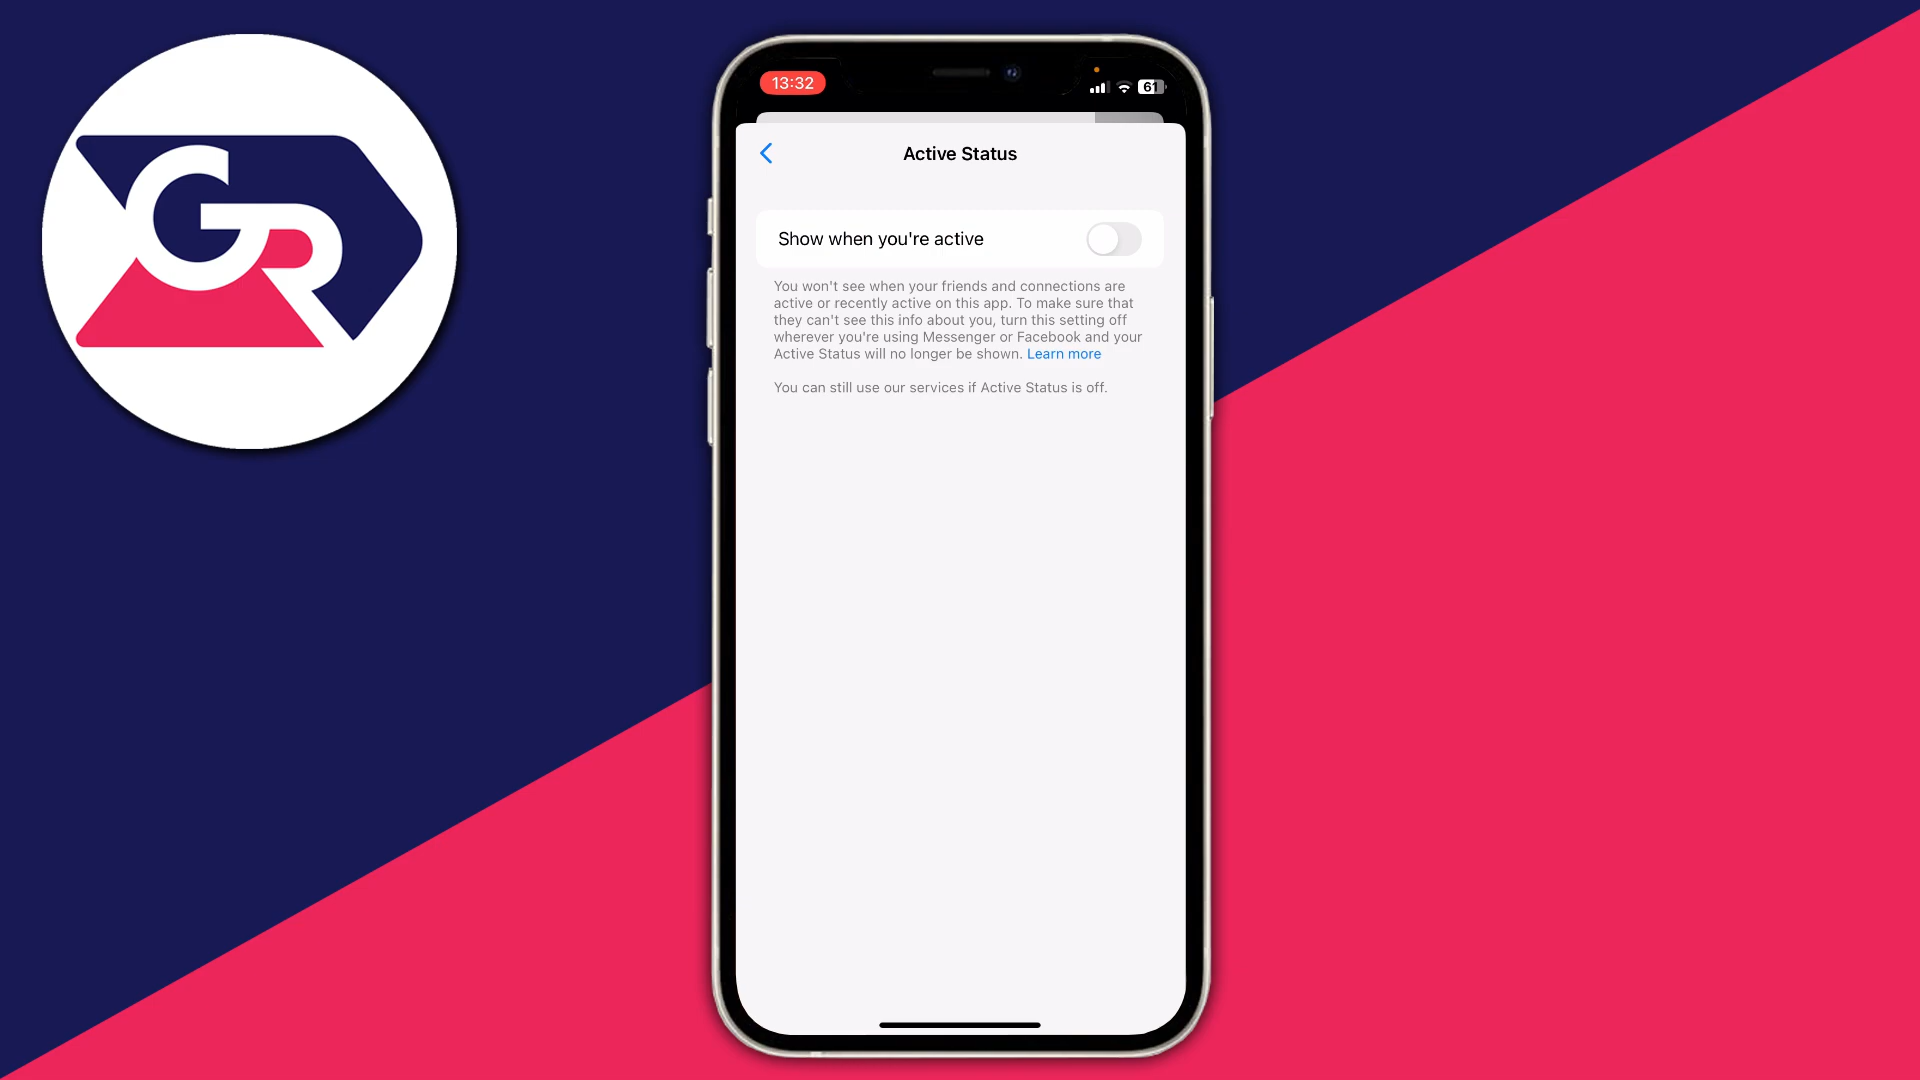 GR
13:32
61
Active Status
Show when you're active
You won't see when your friends and connections are
active or recently active on this app. To make sure that
they can't see this info about you, turn this setting off
wherever you're using Messenger or Facebook and your
Active Status will no longer be shown. Learn more
You can still use our services if Active Status is off.